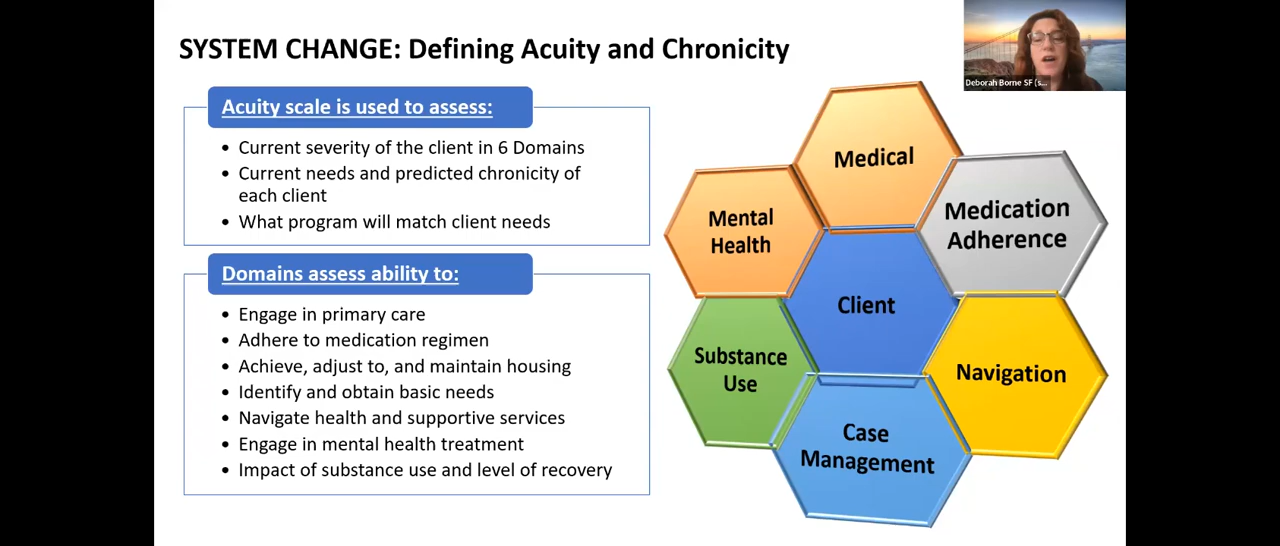 SYSTEM CHANGE: Defining Acuity and Chronicity
Deborah Borne SF (s...
Acuity scale is used to assess:
• Current severity of the client in 6 Domains
• Current needs and predicted chronicity of
each client
• What program will match client needs
Domains assess ability to:
• Engage in primary care
• Adhere to medication regimen
• Achieve, adjust to, and maintain housing
• Identify and obtain basic needs
• Navigate health and supportive services
• Engage in mental health treatment
• Impact of substance use and level of recovery
Medical
Medication
Adherence
Mental
Health
Client
Substance
Use
Navigation
Case
Management